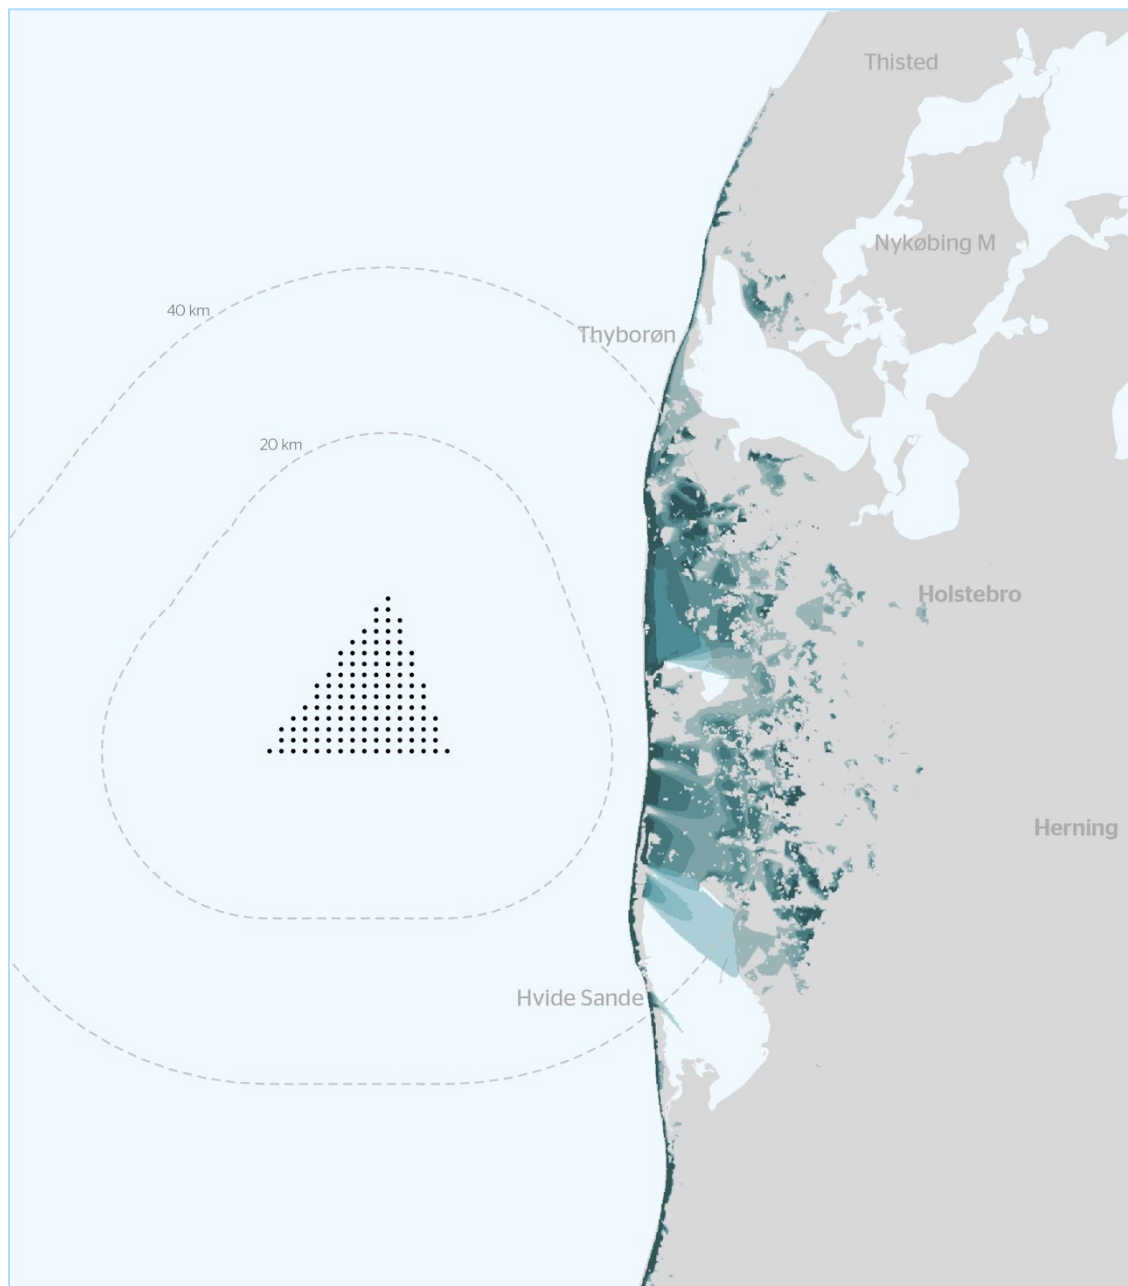 Thisted
Nykøbing M
40 km
Thyborøn
20 km
Holstebro
Herning
Hvide Sande